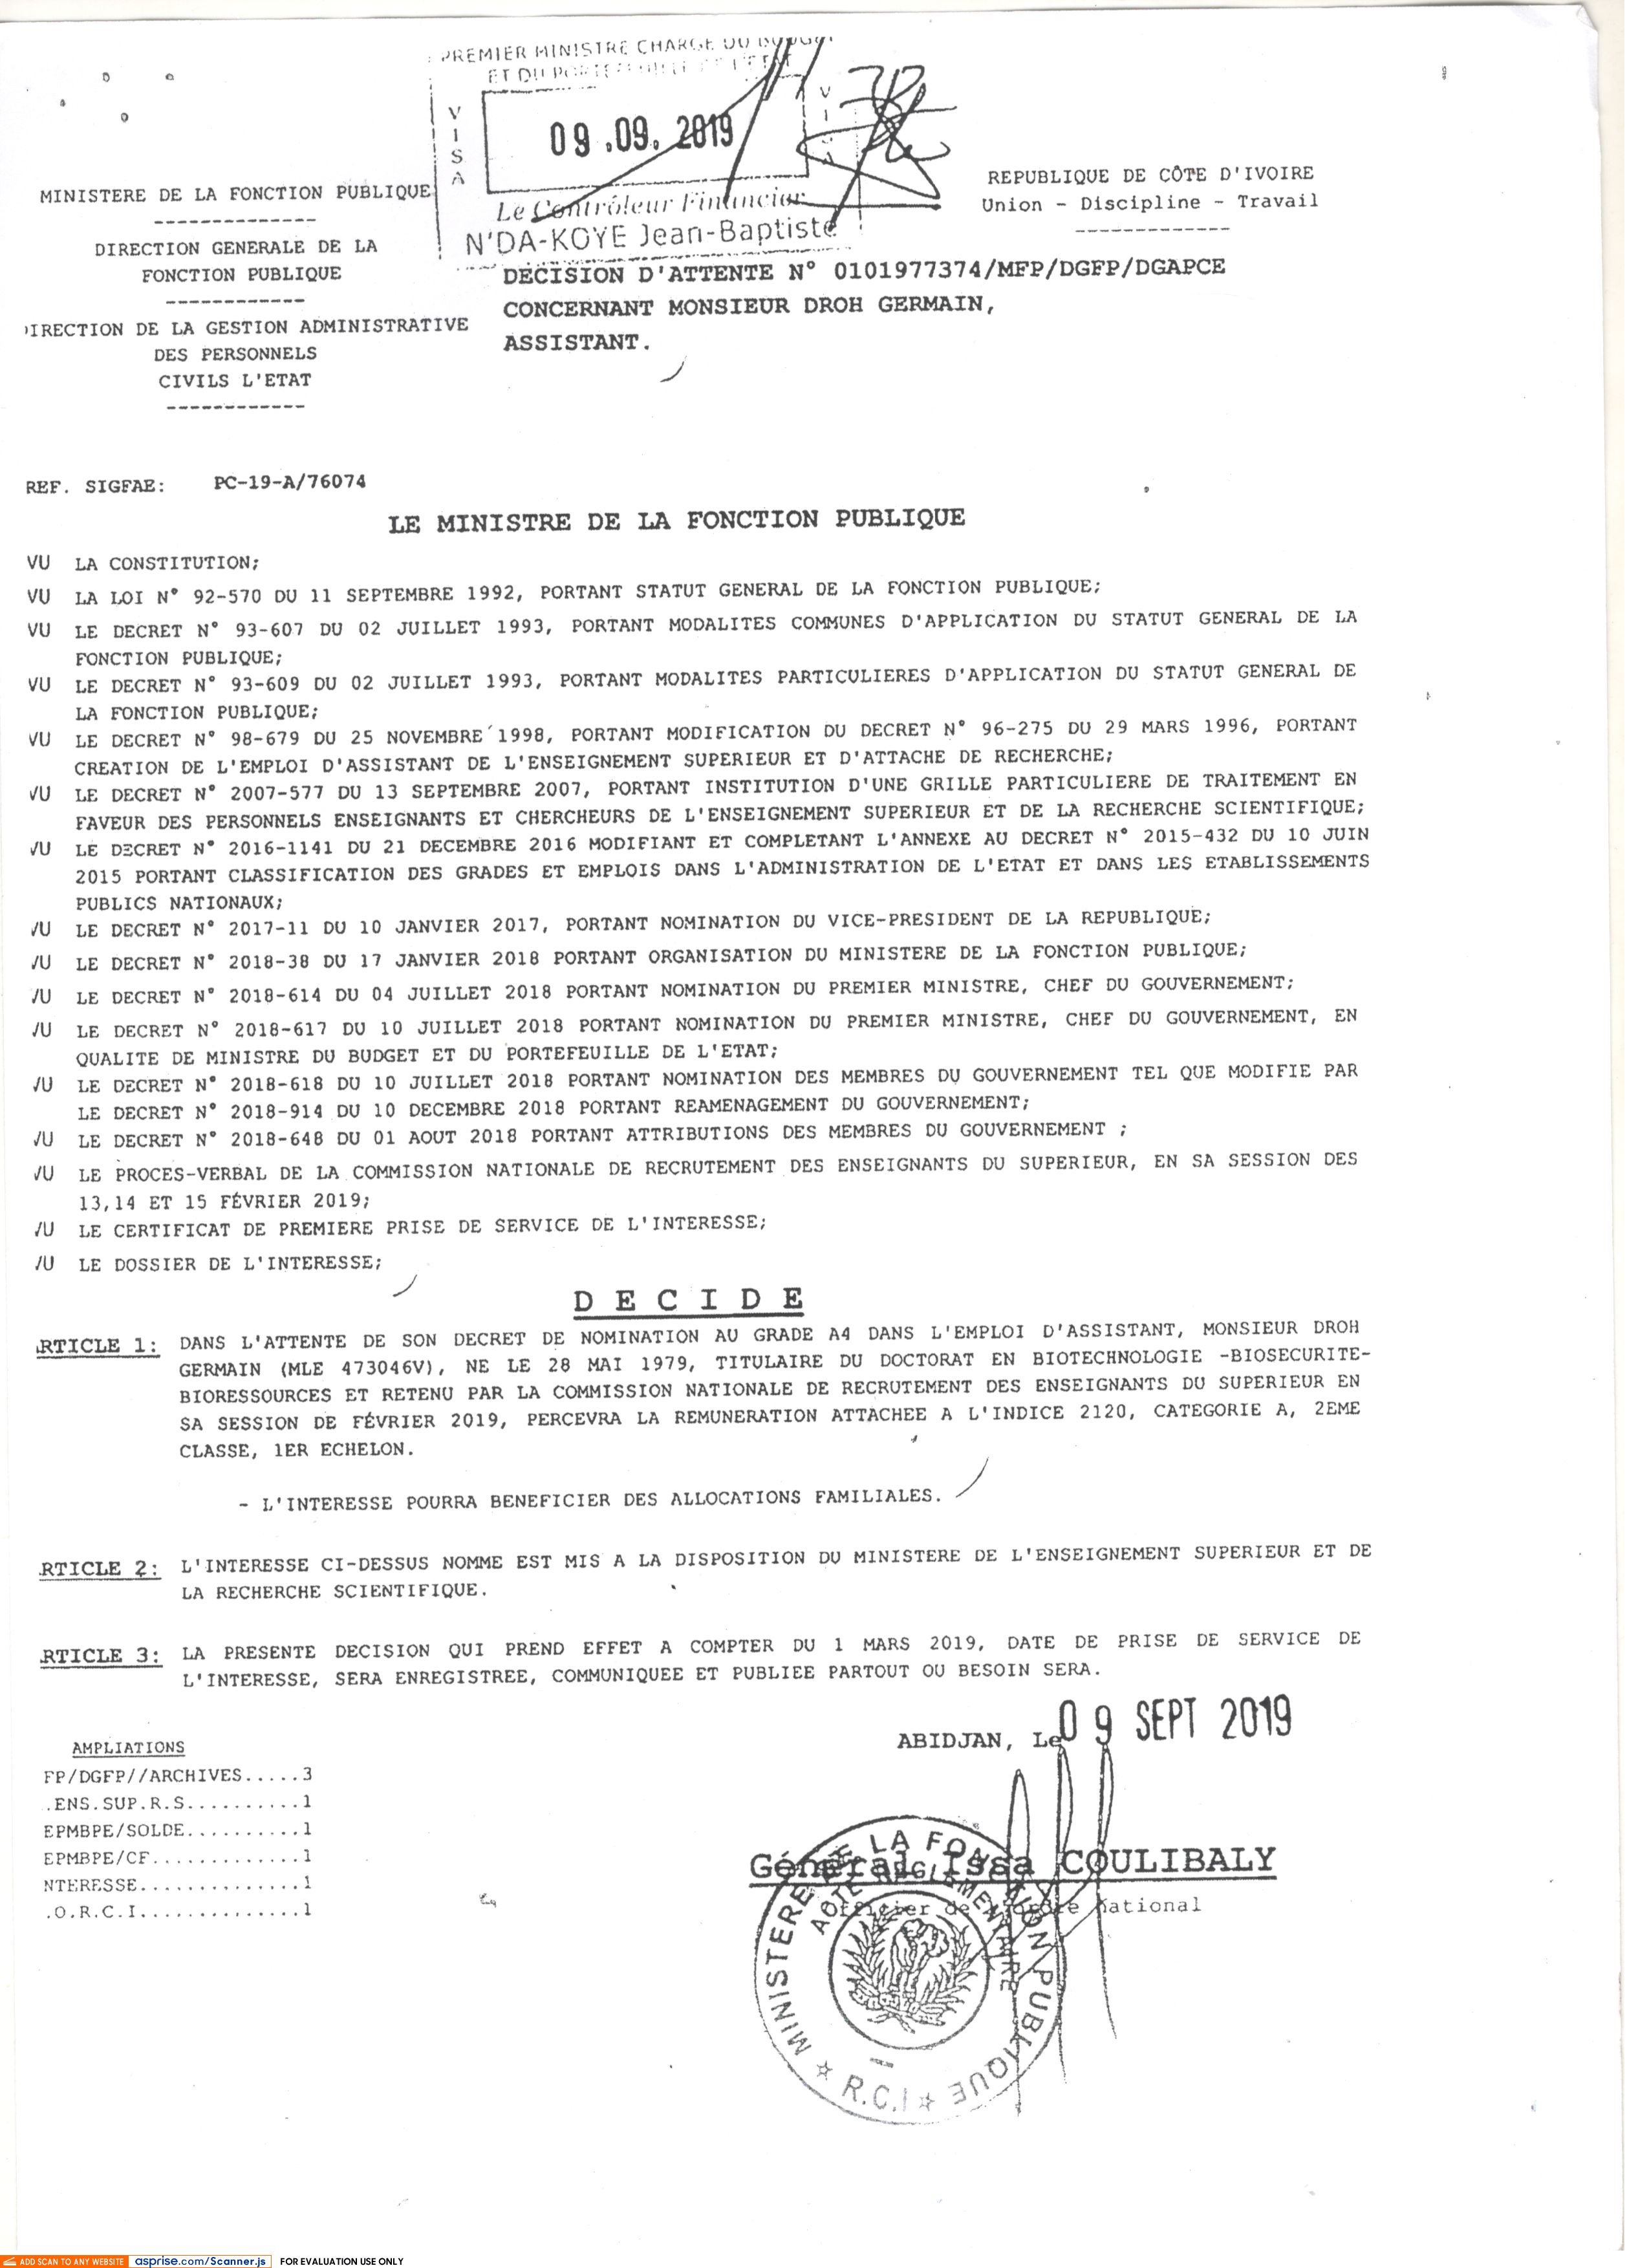 PREMIER MINISTRE CHARGE DU BUDGET
ET DU PORTEFEUILLE DE L'ETAT
VISA
09.09.2019
VISA
Le Contrôleur Financier
N'DA-KOYE Jean-Baptiste
MINISTERE DE LA FONCTION PUBLIQUE
-------------
DIRECTION GENERALE DE LA
FONCTION PUBLIQUE
------------
IRECTION DE LA GESTION ADMINISTRATIVE
DES PERSONNELS
CIVILS L'ETAT
------------
REPUBLIQUE DE CÔTE D'IVOIRE
Union - Discipline - Travail
-------------
DECISION D'ATTENTE N° 0101977374/MFP/DGFP/DGAPCE
CONCERNANT MONSIEUR DROH GERMAIN,
ASSISTANT.
REF. SIGFAE: PC-19-A/76074
LE MINISTRE DE LA FONCTION PUBLIQUE
VU LA CONSTITUTION;
VU LA LOI N° 92-570 DU 11 SEPTEMBRE 1992, PORTANT STATUT GENERAL DE LA FONCTION PUBLIQUE;
VU LE DECRET N° 93-607 DU 02 JUILLET 1993, PORTANT MODALITES COMMUNES D'APPLICATION DU STATUT GENERAL DE LA
FONCTION PUBLIQUE;
VU LE DECRET N° 93-609 DU 02 JUILLET 1993, PORTANT MODALITES PARTICULIERES D'APPLICATION DU STATUT GENERAL DE
LA FONCTION PUBLIQUE;
VU LE DECRET N° 98-679 DU 25 NOVEMBRE 1998, PORTANT MODIFICATION DU DECRET N° 96-275 DU 29 MARS 1996, PORTANT
CREATION DE L'EMPLOI D'ASSISTANT DE L'ENSEIGNEMENT SUPERIEUR ET D'ATTACHE DE RECHERCHE;
VU LE DECRET N° 2007-577 DU 13 SEPTEMBRE 2007, PORTANT INSTITUTION D'UNE GRILLE PARTICULIERE DE TRAITEMENT EN
FAVEUR DES PERSONNELS ENSEIGNANTS ET CHERCHEURS DE L'ENSEIGNEMENT SUPERIEUR ET DE LA RECHERCHE SCIENTIFIQUE;
VU LE DECRET N° 2016-1141 DU 21 DECEMBRE 2016 MODIFIANT ET COMPLETANT L'ANNEXE AU DECRET N° 2015-432 DU 10 JUIN
2015 PORTANT CLASSIFICATION DES GRADES ET EMPLOIS DANS L'ADMINISTRATION DE L'ETAT ET DANS LES ETABLISSEMENTS
PUBLICS NATIONAUX;
VU LE DECRET N° 2017-11 DU 10 JANVIER 2017, PORTANT NOMINATION DU VICE-PRESIDENT DE LA REPUBLIQUE;
VU LE DECRET N° 2018-38 DU 17 JANVIER 2018 PORTANT ORGANISATION DU MINISTERE DE LA FONCTION PUBLIQUE;
VU LE DECRET N° 2018-614 DU 04 JUILLET 2018 PORTANT NOMINATION DU PREMIER MINISTRE, CHEF DU GOUVERNEMENT;
VU LE DECRET N° 2018-617 DU 10 JUILLET 2018 PORTANT NOMINATION DU PREMIER MINISTRE, CHEF DU GOUVERNEMENT, EN
QUALITE DE MINISTRE DU BUDGET ET DU PORTEFEUILLE DE L'ETAT;
VU LE DECRET N° 2018-618 DU 10 JUILLET 2018 PORTANT NOMINATION DES MEMBRES DU GOUVERNEMENT TEL QUE MODIFIE PAR
LE DECRET N° 2018-914 DU 10 DECEMBRE 2018 PORTANT REAMENAGEMENT DU GOUVERNEMENT;
VU LE DECRET N° 2018-648 DU 01 AOUT 2018 PORTANT ATTRIBUTIONS DES MEMBRES DU GOUVERNEMENT ;
VU LE PROCES-VERBAL DE LA COMMISSION NATIONALE DE RECRUTEMENT DES ENSEIGNANTS DU SUPERIEUR, EN SA SESSION DES
13,14 ET 15 FÉVRIER 2019;
VU LE CERTIFICAT DE PREMIERE PRISE DE SERVICE DE L'INTERESSE;
VU LE DOSSIER DE L'INTERESSE;
D E C I D E
RTICLE 1: DANS L'ATTENTE DE SON DECRET DE NOMINATION AU GRADE A4 DANS L'EMPLOI D'ASSISTANT, MONSIEUR DROH
GERMAIN (MLE 473046V), NE LE 28 MAI 1979, TITULAIRE DU DOCTORAT EN BIOTECHNOLOGIE -BIOSECURITE-
BIORESSOURCES ET RETENU PAR LA COMMISSION NATIONALE DE RECRUTEMENT DES ENSEIGNANTS DU SUPERIEUR EN
SA SESSION DE FÉVRIER 2019, PERCEVRA LA REMUNERATION ATTACHEE A L'INDICE 2120, CATEGORIE A, 2EME
CLASSE, 1ER ECHELON.
- L'INTERESSE POURRA BENEFICIER DES ALLOCATIONS FAMILIALES.
RTICLE 2: L'INTERESSE CI-DESSUS NOMME EST MIS A LA DISPOSITION DU MINISTERE DE L'ENSEIGNEMENT SUPERIEUR ET DE
LA RECHERCHE SCIENTIFIQUE.
RTICLE 3: LA PRESENTE DECISION QUI PREND EFFET A COMPTER DU 1 MARS 2019, DATE DE PRISE DE SERVICE DE
L'INTERESSE, SERA ENREGISTREE, COMMUNIQUEE ET PUBLIEE PARTOUT OU BESOIN SERA.
ABIDJAN, Le 09 SEPT 2019
AMPLIATIONS
FP/DGFP//ARCHIVES.....3
.ENS.SUP.R.S..........1
EPMBPE/SOLDE..........1
EPMBPE/CF.............1
NTERESSE..............1
.O.R.C.I..............1
Général Issa COULIBALY
Officier de l'Ordre National
MINISTERE DE LA FONCTION PUBLIQUE
ACTE REGLEMENTAIRE
R.C.I
ADD SCAN TO ANY WEBSITE asprise.com/Scanner.js FOR EVALUATION USE ONLY